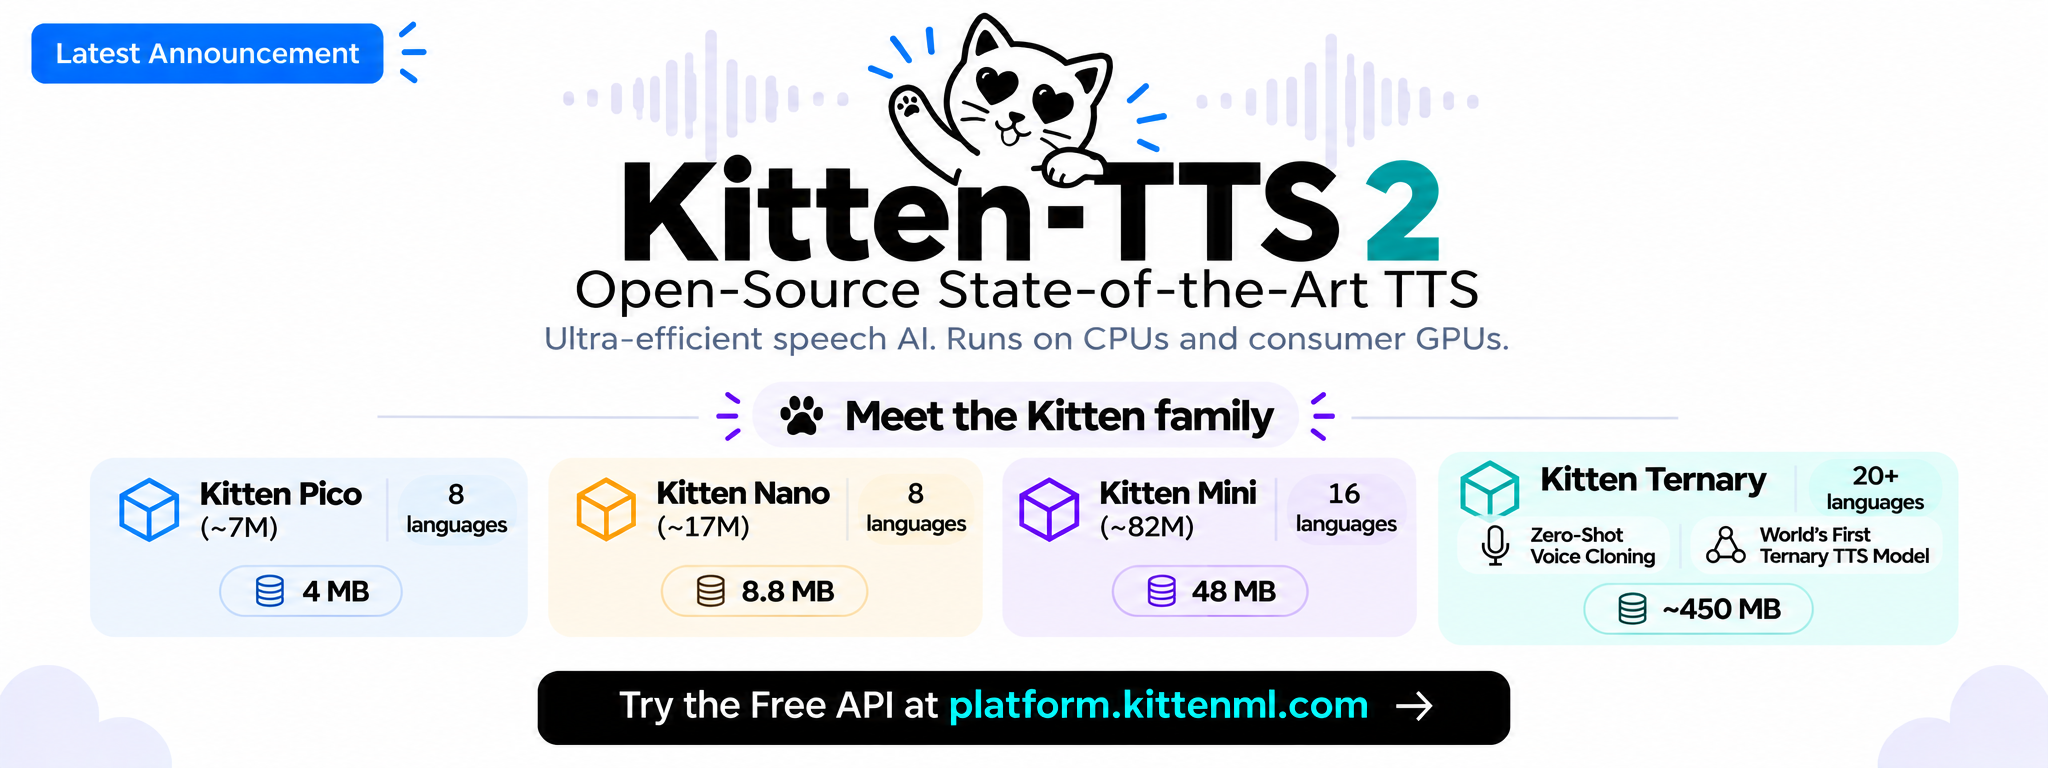 Latest Announcement
Kitten-TTS 2
Open-Source State-of-the-Art TTS
Ultra-efficient speech AI. Runs on CPUs and consumer GPUs.
Meet the Kitten family
Kitten Pico
(~7M)
8
languages
4 MB
Kitten Nano
(~17M)
8
languages
8.8 MB
Kitten Mini
(~82M)
16
languages
48 MB
Kitten Ternary
20+
languages
Zero-Shot
Voice Cloning
World's First
Ternary TTS Model
~450 MB
Try the Free API at platform.kittenml.com →